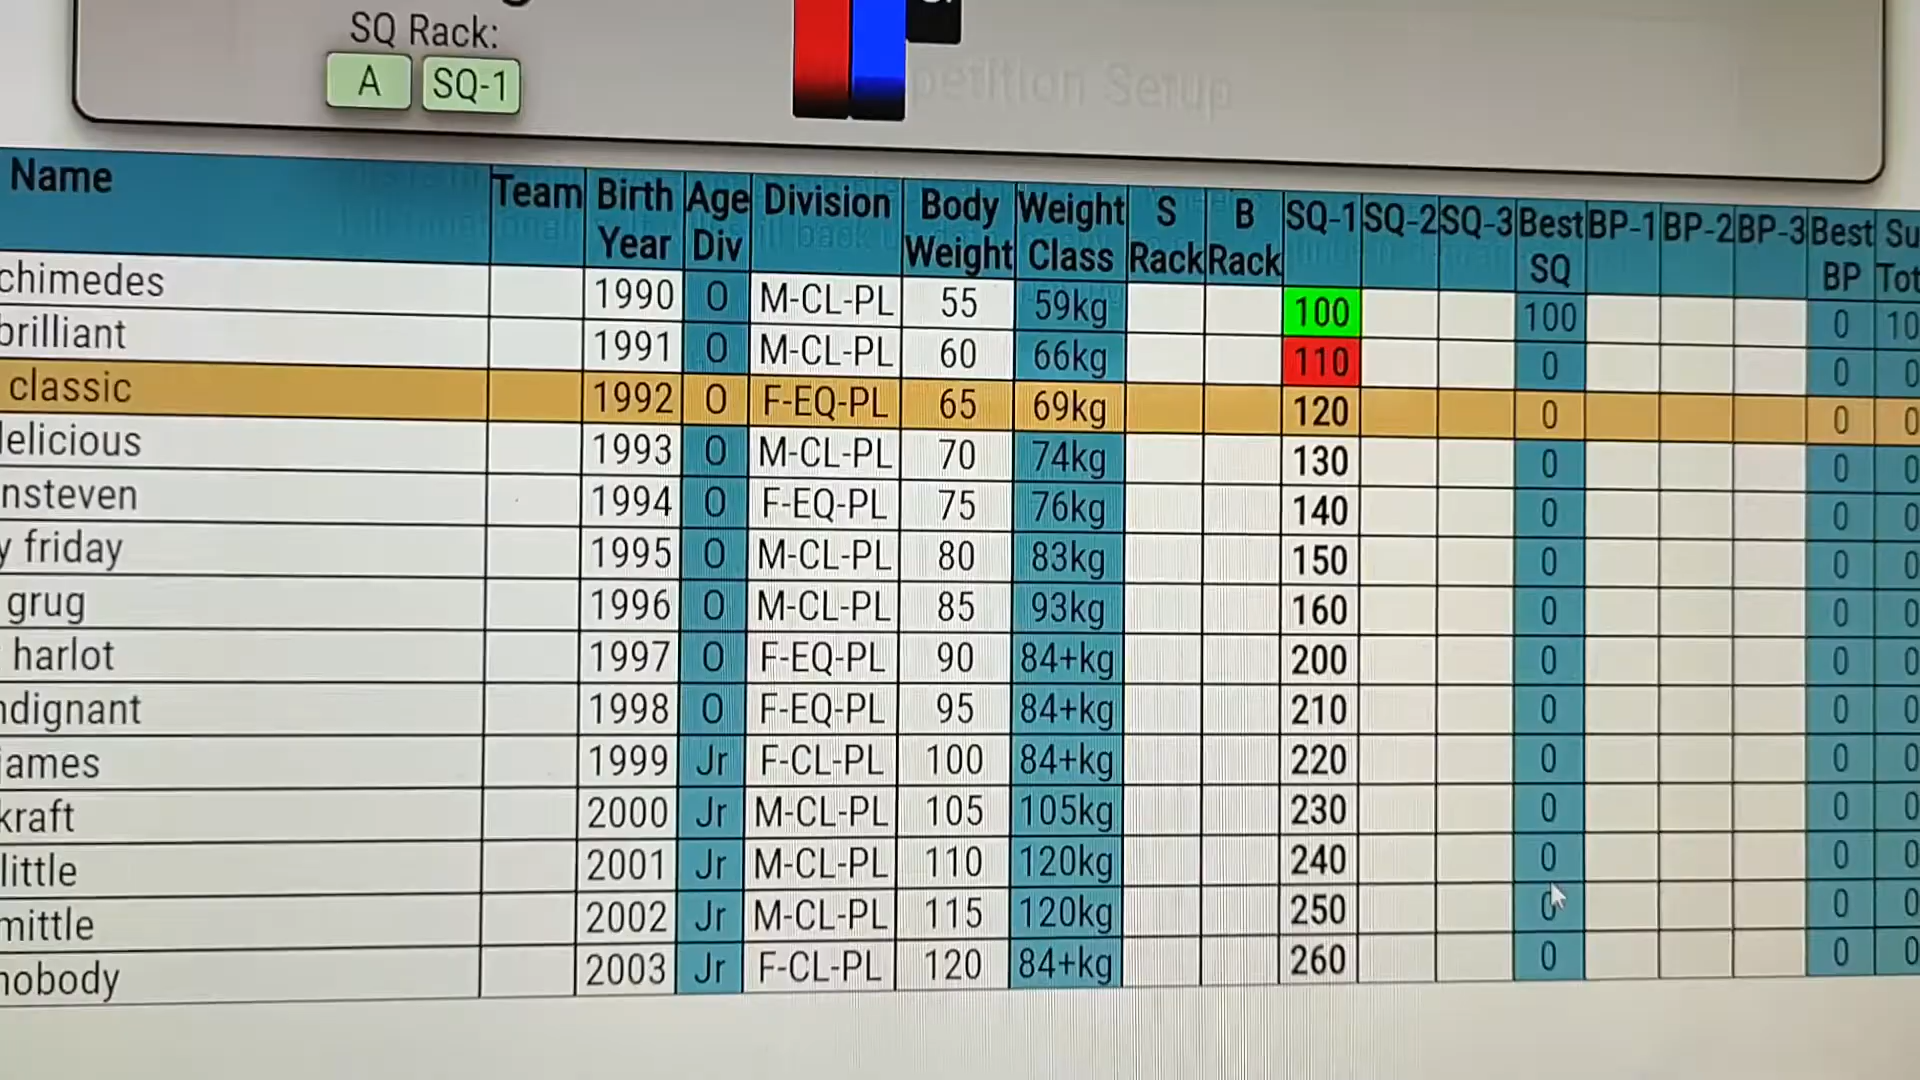 SQ Rack:
A SQ-1
petition Setup
Name Team Birth Year Age Div Division Body Weight Weight Class S Rack B Rack SQ-1 SQ-2 SQ-3 Best SQ BP-1 BP-2 BP-3 Best BP Su Tot
chimedes 1990 O M-CL-PL 55 59kg 100 100 0 10
brilliant 1991 O M-CL-PL 60 66kg 110 0 0 0
classic 1992 O F-EQ-PL 65 69kg 120 0 0 0
delicious 1993 O M-CL-PL 70 74kg 130 0 0 0
nsteven 1994 O F-EQ-PL 75 76kg 140 0 0 0
y friday 1995 O M-CL-PL 80 83kg 150 0 0 0
grug 1996 O M-CL-PL 85 93kg 160 0 0 0
harlot 1997 O F-EQ-PL 90 84+kg 200 0 0 0
ndignant 1998 O F-EQ-PL 95 84+kg 210 0 0 0
james 1999 Jr F-CL-PL 100 84+kg 220 0 0 0
kraft 2000 Jr M-CL-PL 105 105kg 230 0 0 0
little 2001 Jr M-CL-PL 110 120kg 240 0 0 0
mittle 2002 Jr M-CL-PL 115 120kg 250 0 0 0
nobody 2003 Jr F-CL-PL 120 84+kg 260 0 0 0